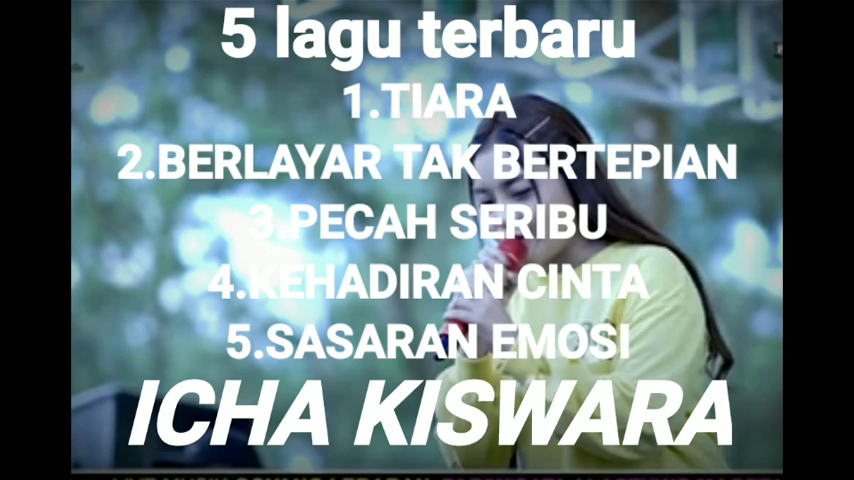 5 lagu terbaru
1.TIARA
2.BERLAYAR TAK BERTEPIAN
3.PECAH SERIBU
4.KEHADIRAN CINTA
5.SASARAN EMOSI
ICHA KISWARA